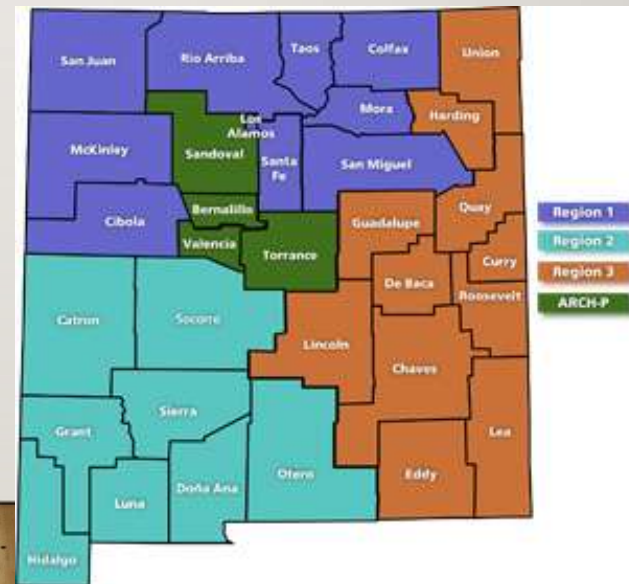 San Juan
Rio Arriba
Taos
Colfax
Union
Mora
Harding
Los
Alamos
Sandoval
McKinley
Santa
Fe
San Miguel
Quay
Cibola
Bernalillo
Guadalupe
Valencia
Torrance
Curry
De Baca
Roosevelt
Catron
Socorro
Lincoln
Chaves
Sierra
Grant
Lea
Otero
Eddy
Luna
Doña Ana
Hidalgo
Region 1
Region 2
Region 3
ARCH-P